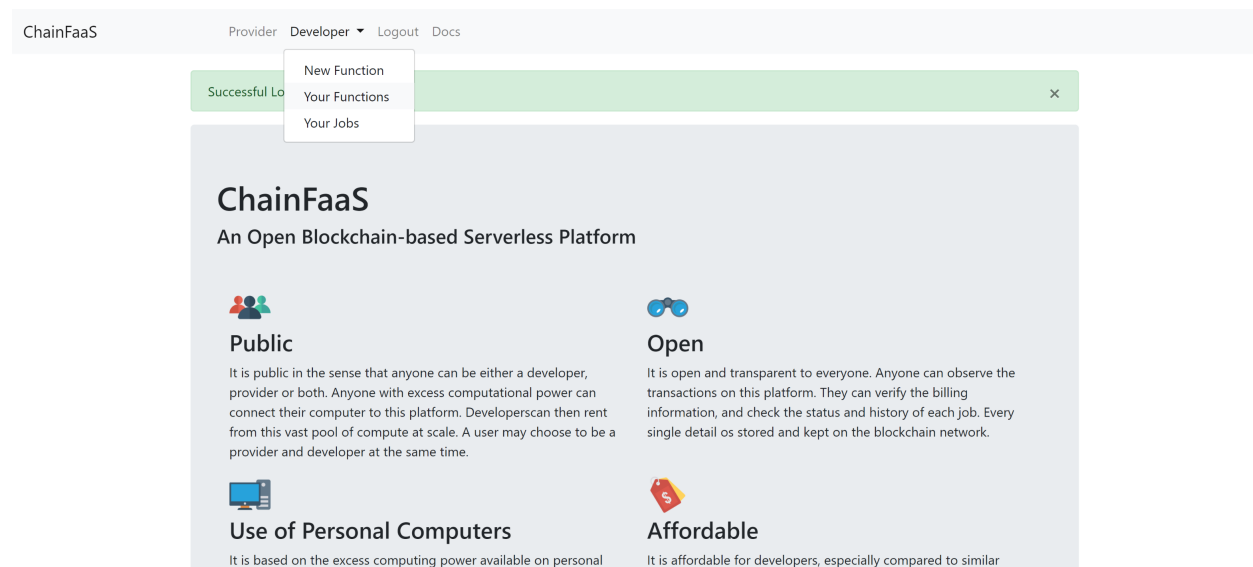 ChainFaaS
Provider Developer Logout Docs
New Function
Your Functions
Your Jobs
Successful Lo
×
ChainFaaS
An Open Blockchain-based Serverless Platform
Public
It is public in the sense that anyone can be either a developer,
provider or both. Anyone with excess computational power can
connect their computer to this platform. Developerscan then rent
from this vast pool of compute at scale. A user may choose to be a
provider and developer at the same time.
Open
It is open and transparent to everyone. Anyone can observe the
transactions on this platform. They can verify the billing
information, and check the status and history of each job. Every
single detail os stored and kept on the blockchain network.
Use of Personal Computers
It is based on the excess computing power available on personal
$
Affordable
It is affordable for developers, especially compared to similar